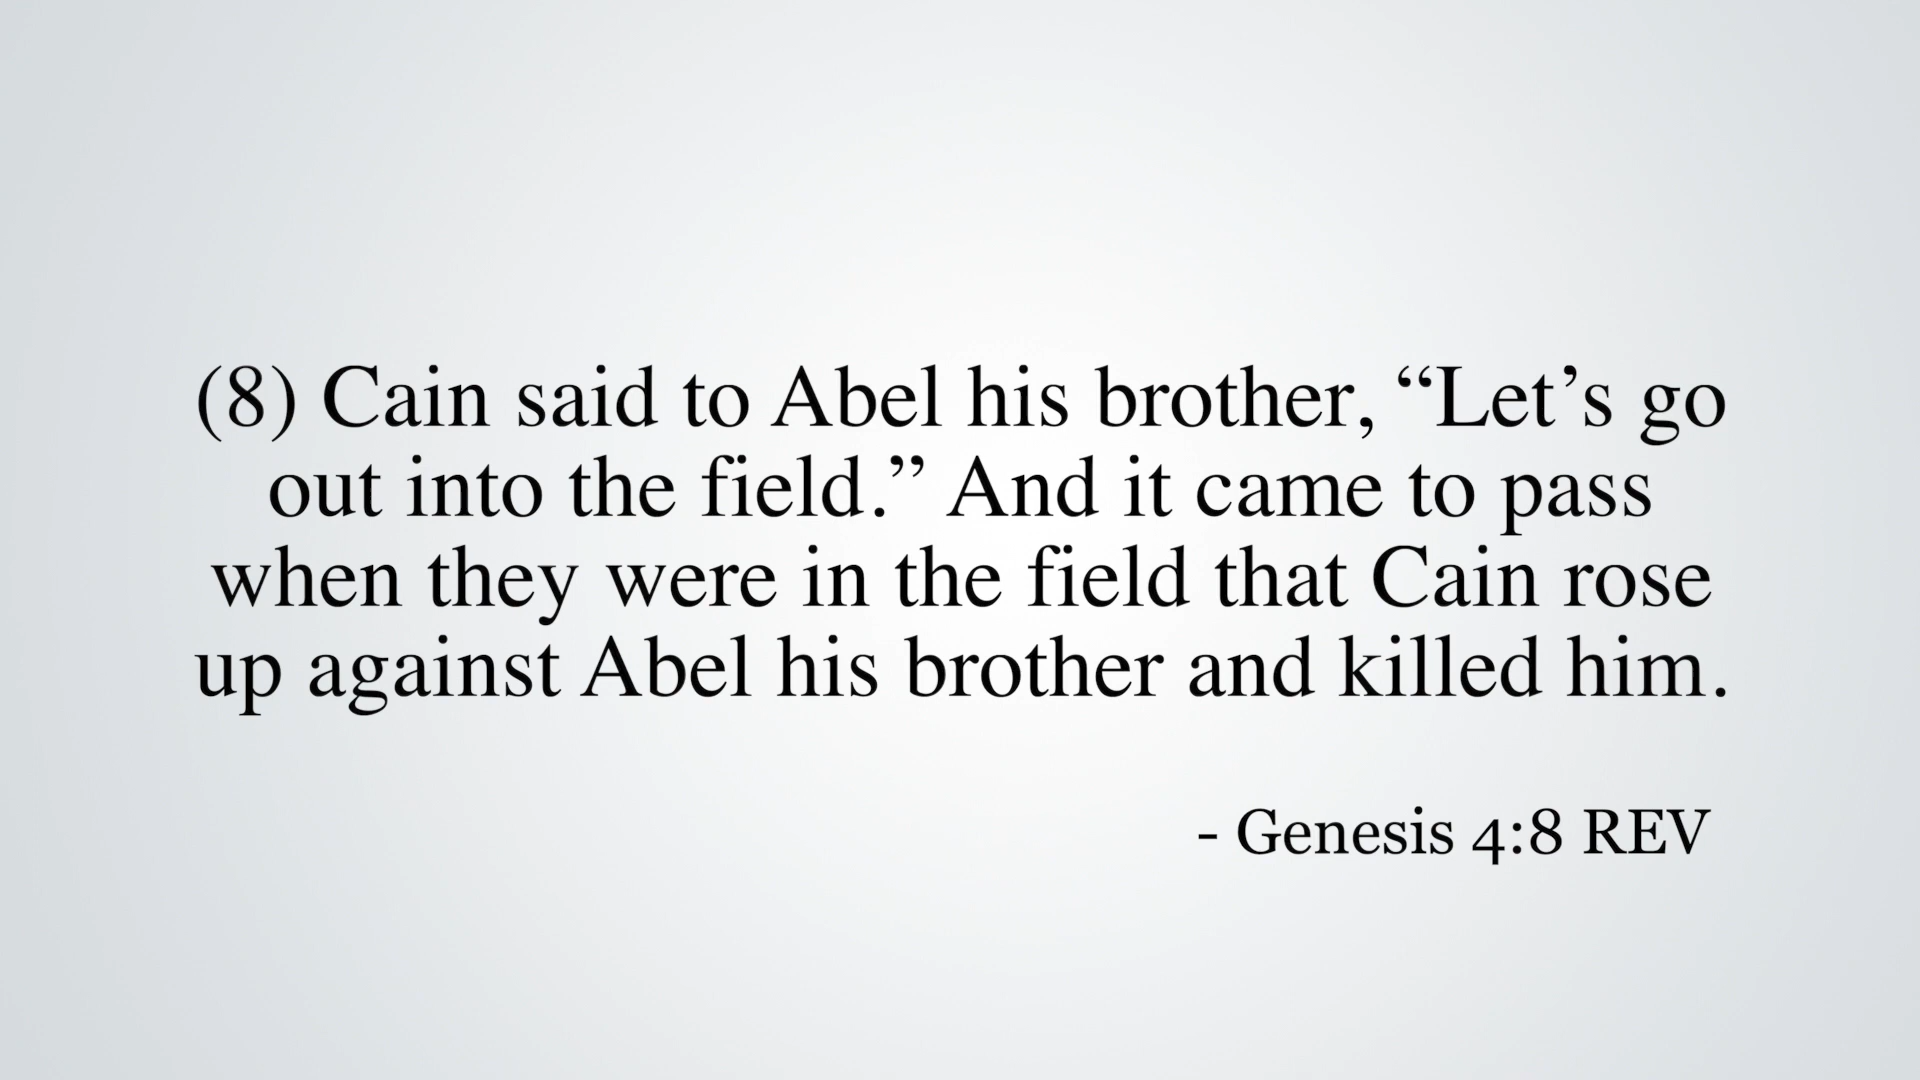 (8) Cain said to Abel his brother, “Let’s go
out into the field.” And it came to pass
when they were in the field that Cain rose
up against Abel his brother and killed him.
- Genesis 4:8 REV